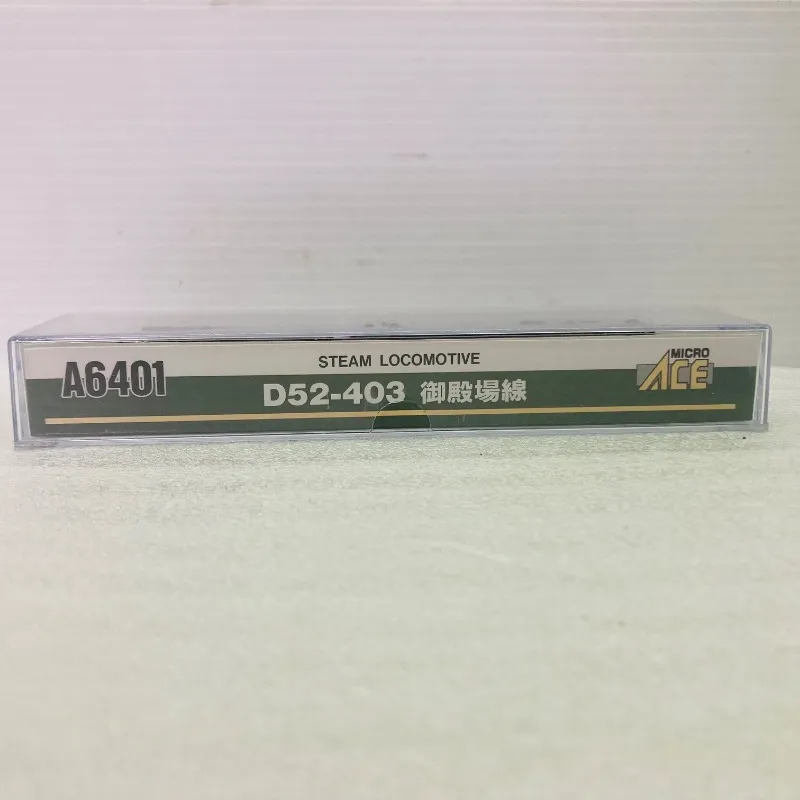 A6401
STEAM LOCOMOTIVE
D52-403 御殿場線
MICRO
ACE